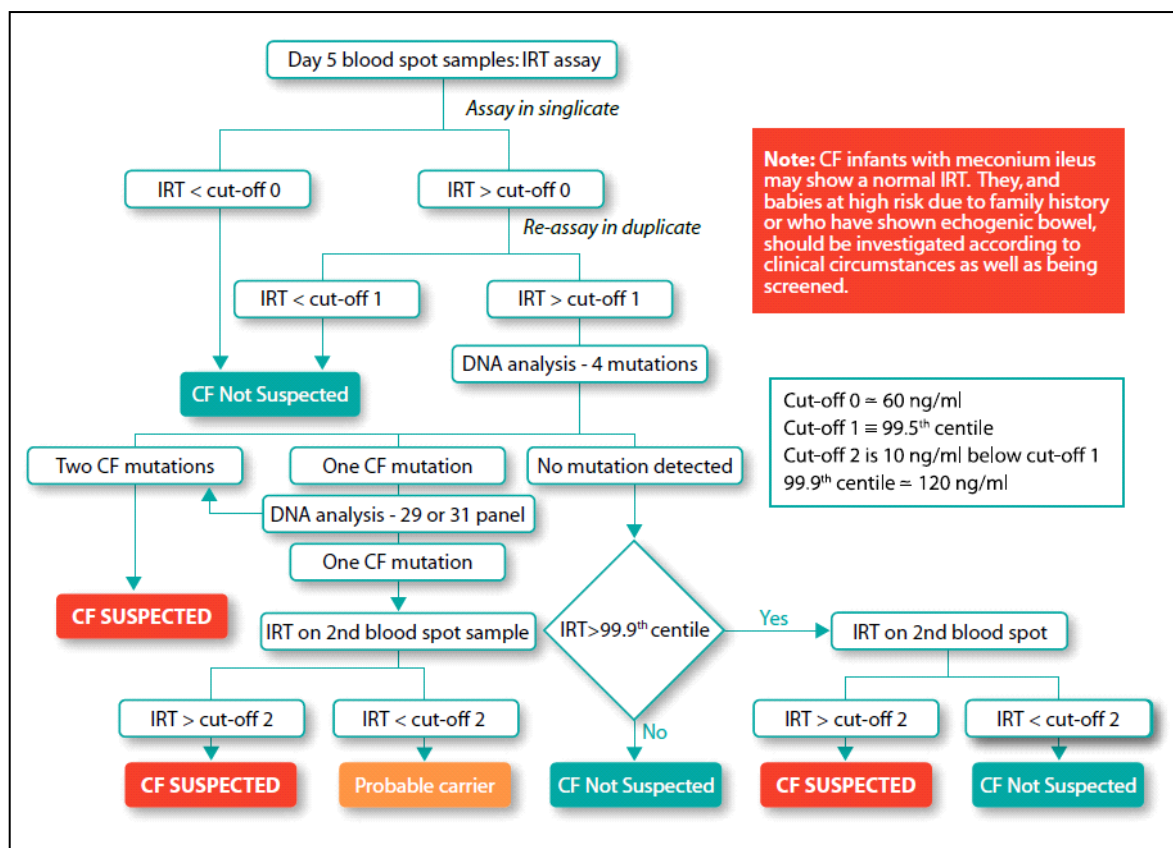 Day 5 blood spot samples: IRT assay
Assay in singlicate
IRT < cut-off 0
IRT > cut-off 0
Re-assay in duplicate
IRT < cut-off 1
IRT > cut-off 1
DNA analysis - 4 mutations
CF Not Suspected
Note: CF infants with meconium ileus
may show a normal IRT. They, and
babies at high risk due to family history
or who have shown echogenic bowel,
should be investigated according to
clinical circumstances as well as being
screened.
Cut-off 0 ≃ 60 ng/ml
Cut-off 1 ≡ 99.5th centile
Cut-off 2 is 10 ng/ml below cut-off 1
99.9th centile ≃ 120 ng/ml
Two CF mutations
One CF mutation
No mutation detected
DNA analysis - 29 or 31 panel
One CF mutation
CF SUSPECTED
IRT on 2nd blood spot sample
IRT>99.9th centile
Yes
IRT on 2nd blood spot
IRT > cut-off 2
IRT < cut-off 2
No
IRT > cut-off 2
IRT < cut-off 2
CF SUSPECTED
Probable carrier
CF Not Suspected
CF SUSPECTED
CF Not Suspected